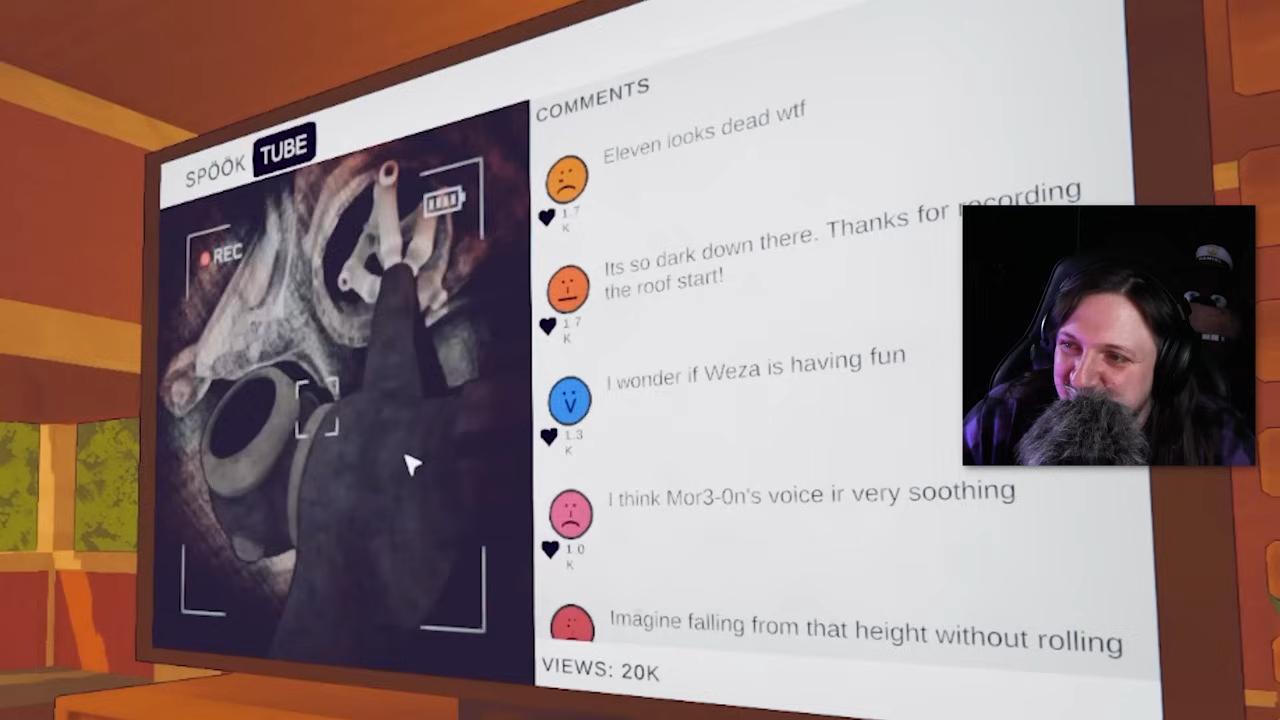 SPÖÖK TUBE
REC
COMMENTS
Eleven looks dead wtf
1.7
K
Its so dark down there. Thanks for recording
the roof start!
1.7
K
I wonder if Weza is having fun
1.3
K
I think Mor3-0n's voice ir very soothing
1.0
K
Imagine falling from that height without rolling
VIEWS: 20K